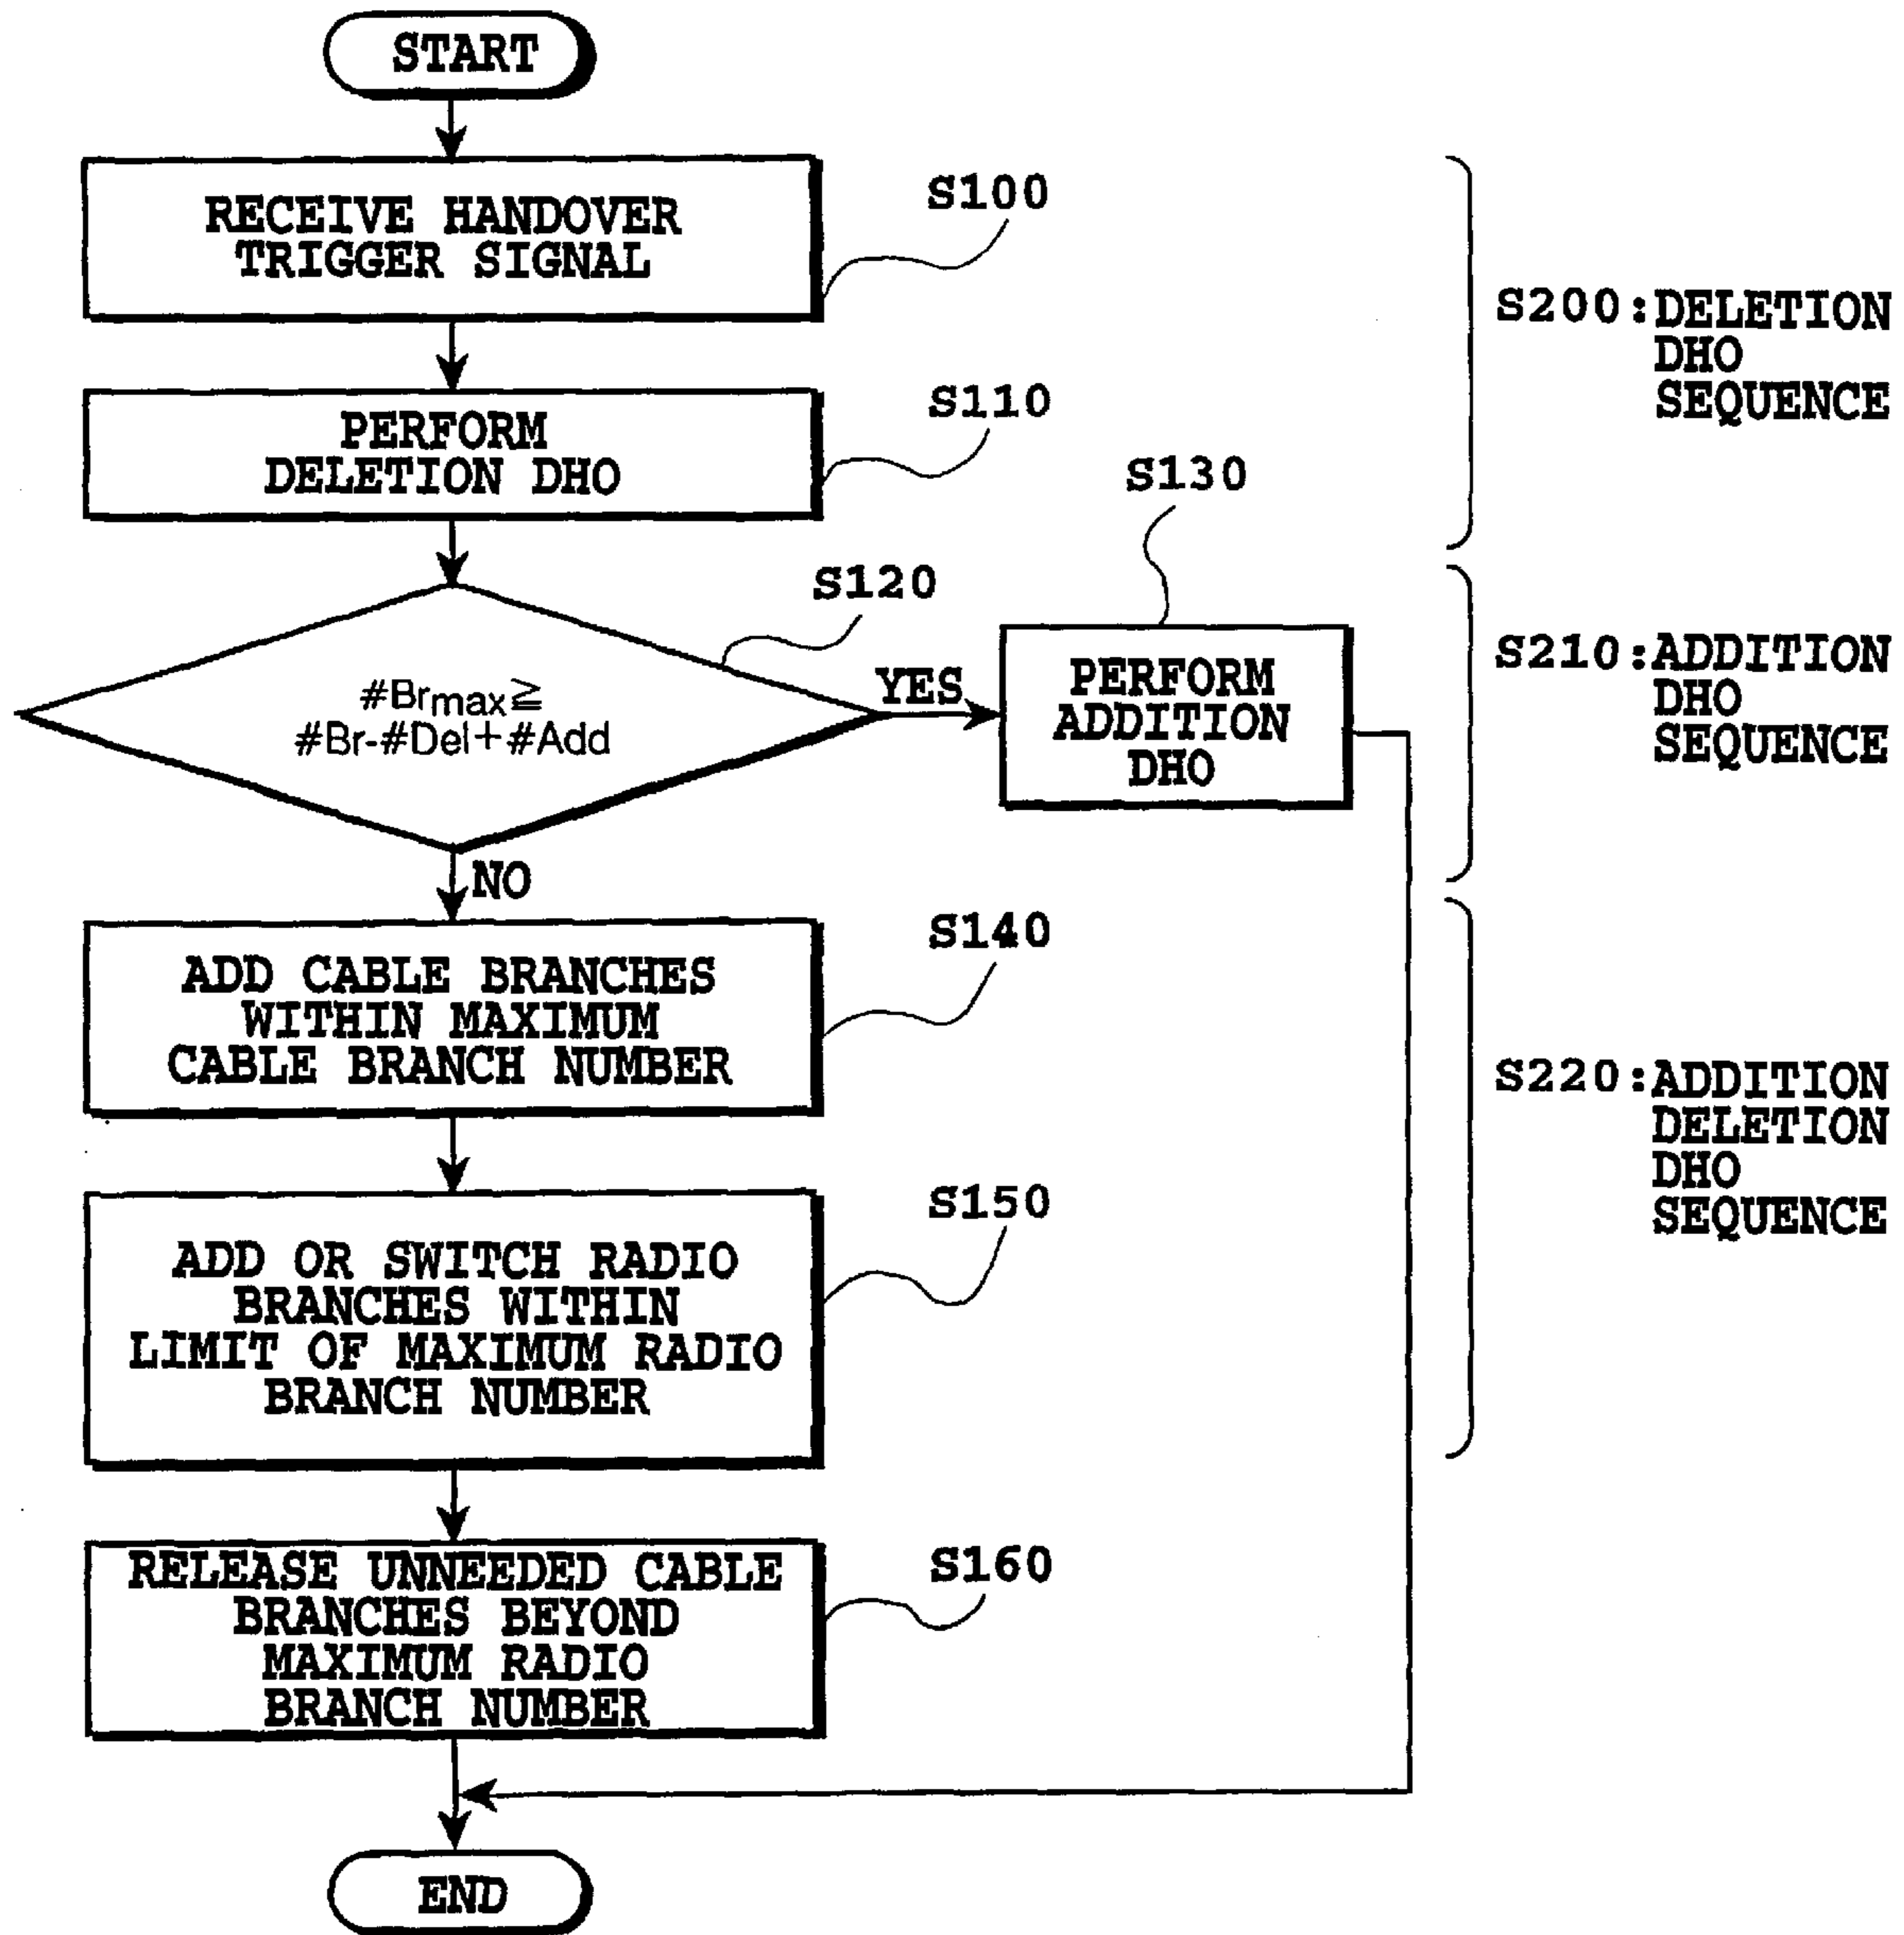 START
RECEIVE HANDOVER
TRIGGER SIGNAL
S100
PERFORM
DELETION DHO
S110
S200:DELETION
DHO
SEQUENCE
#Brmax≧
#Br-#Del+#Add
S120
YES
NO
S130
PERFORM
ADDITION
DHO
S210:ADDITION
DHO
SEQUENCE
ADD CABLE BRANCHES
WITHIN MAXIMUM
CABLE BRANCH NUMBER
S140
ADD OR SWITCH RADIO
BRANCHES WITHIN
LIMIT OF MAXIMUM RADIO
BRANCH NUMBER
S150
S220:ADDITION
DELETION
DHO
SEQUENCE
RELEASE UNNEEDED CABLE
BRANCHES BEYOND
MAXIMUM RADIO
BRANCH NUMBER
S160
END